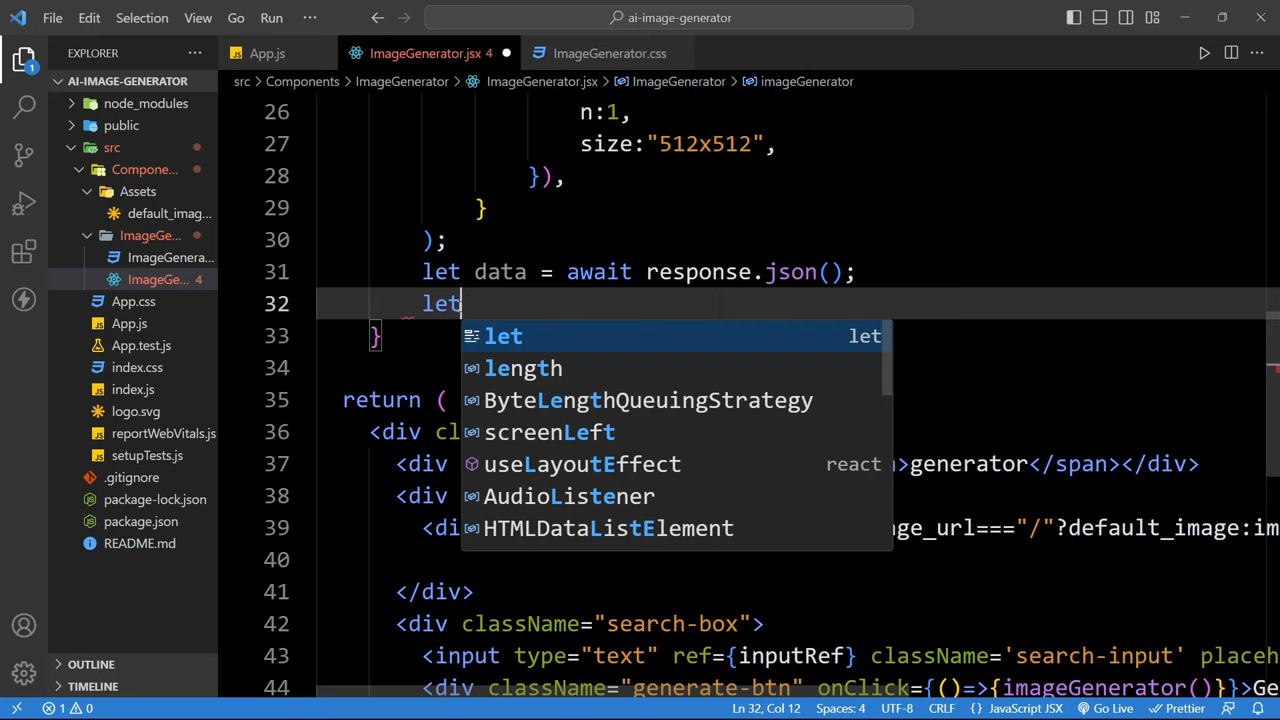 File Edit Selection View Go Run ··· ai-image-generator
EXPLORER ···
App.js ImageGenerator.jsx 4 ImageGenerator.css ···
AI-IMAGE-GENERATOR
src > Components > ImageGenerator > ImageGenerator.jsx > ImageGenerator > imageGenerator
node_modules
public
src
Compone...
Assets
default_imag...
ImageGe...
ImageGenera...
ImageGe... 4
App.css
App.js
App.test.js
index.css
index.js
logo.svg
reportWebVitals.js
setupTests.js
.gitignore
package-lock.json
package.json
README.md
OUTLINE
TIMELINE
1
26 n:1,
27 size:"512x512",
28 }),
29 }
30 );
31 let data = await response.json();
32 let
33 }
34
35 return (
36 <div cl
37 <div >generator</span></div>
38 <div
39 <di age_url==="/"?default_image:im
40
41 </div>
42 <div className="search-box">
43 <input type="text" ref={inputRef} className='search-input' placeh
44 <div className="generate-btn" onClick={()=>{imageGenerator()}}>Ge
let let
length
ByteLengthQueuingStrategy
screenLeft
useLayoutEffect react
AudioListener
HTMLDataListElement
1 0 Ln 32, Col 12 Spaces: 4 UTF-8 CRLF {} JavaScript JSX Go Live Prettier